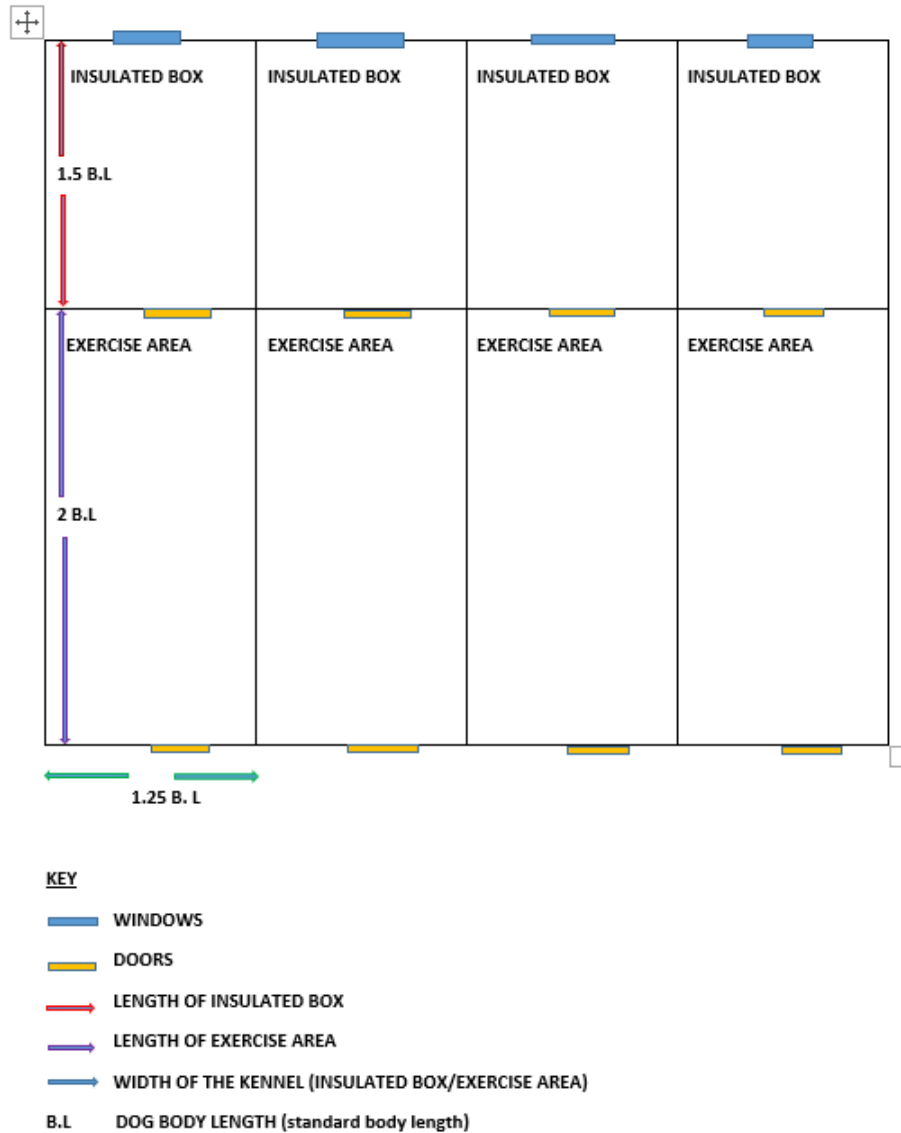 INSULATED BOX INSULATED BOX INSULATED BOX INSULATED BOX
1.5 B.L
EXERCISE AREA EXERCISE AREA EXERCISE AREA EXERCISE AREA
2 B.L
1.25 B. L
KEY
WINDOWS
DOORS
LENGTH OF INSULATED BOX
LENGTH OF EXERCISE AREA
WIDTH OF THE KENNEL (INSULATED BOX/EXERCISE AREA)
B.L DOG BODY LENGTH (standard body length)